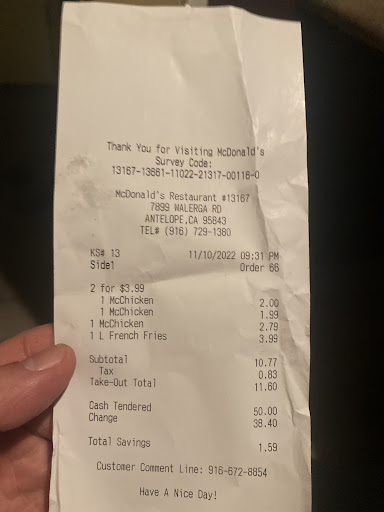 Thank You for Visiting McDonald's
Survey Code:
13167-13661-11022-21317-00116-0
McDonald's Restaurant #13167
7899 WALERGA RD
ANTELOPE,CA 95843
TEL# (916) 729-1380
KS# 13 11/10/2022 09:31 PM
Side1 Order 66
2 for $3.99
1 McChicken 2.00
1 McChicken 1.99
1 McChicken 2.79
1 L French Fries 3.99
Subtotal 10.77
Tax 0.83
Take-Out Total 11.60
Cash Tendered 50.00
Change 38.40
Total Savings 1.59
Customer Comment Line: 916-672-8854
Have A Nice Day!